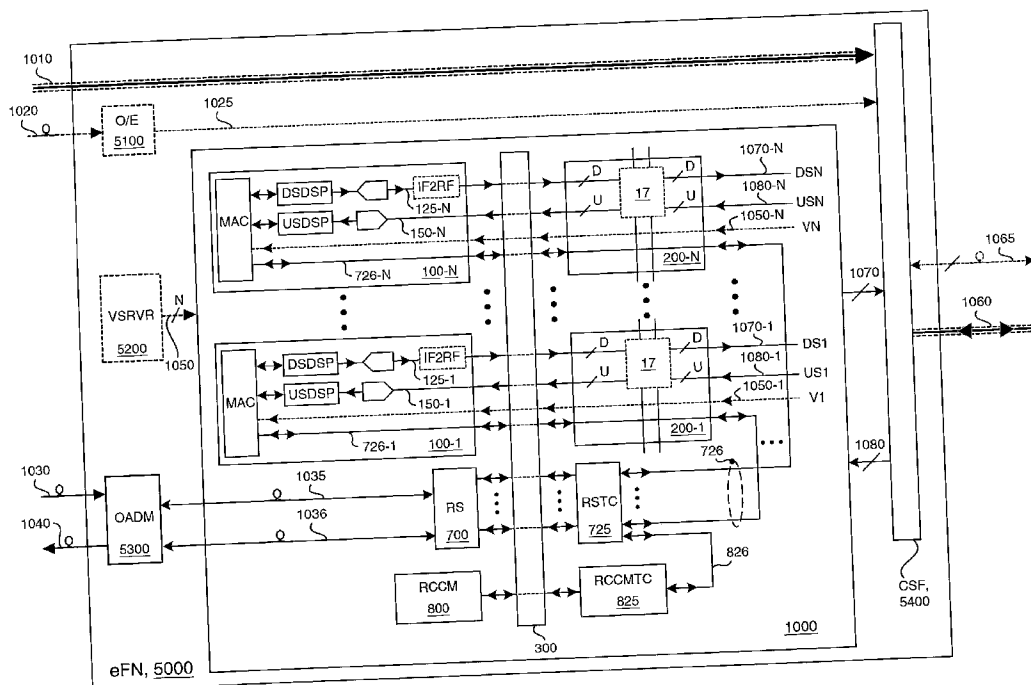 1010
1020
O/E
5100
1025
MAC
DSDSP
IF2RF
125-N
USDSP
150-N
726-N
100-N
D
D
17
U
U
200-N
1070-N
DSN
1080-N
USN
1050-N
VN
1070
1065
1060
VSRVR
5200
N
1050
MAC
DSDSP
IF2RF
125-1
USDSP
150-1
726-1
100-1
D
D
17
U
U
200-1
1070-1
DS1
1080-1
US1
1050-1
V1
1080
726
1030
1040
OADM
5300
1035
1036
RS
700
RSTC
725
826
RCCM
800
RCCMTC
825
300
1000
CSF,
5400
eFN, 5000